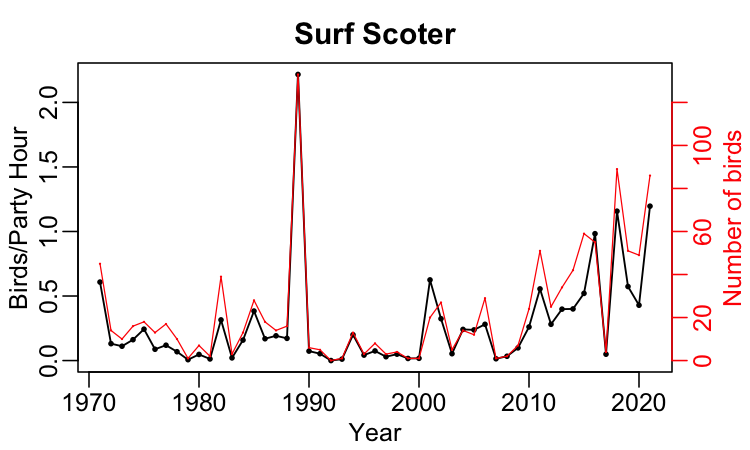 Surf Scoter
Birds/Party Hour
0.0 0.5 1.0 1.5 2.0
1970 1980 1990 2000 2010 2020
Year
0 20 60 100
Number of birds